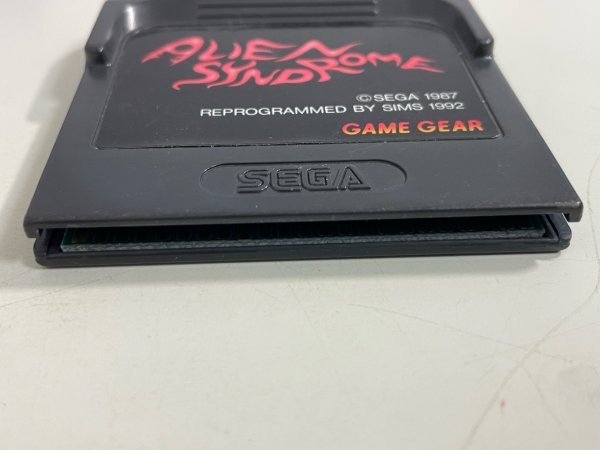 ALIEN
SYNDROME
©SEGA 1987
REPROGRAMMED BY SIMS 1992
GAME GEAR
SEGA